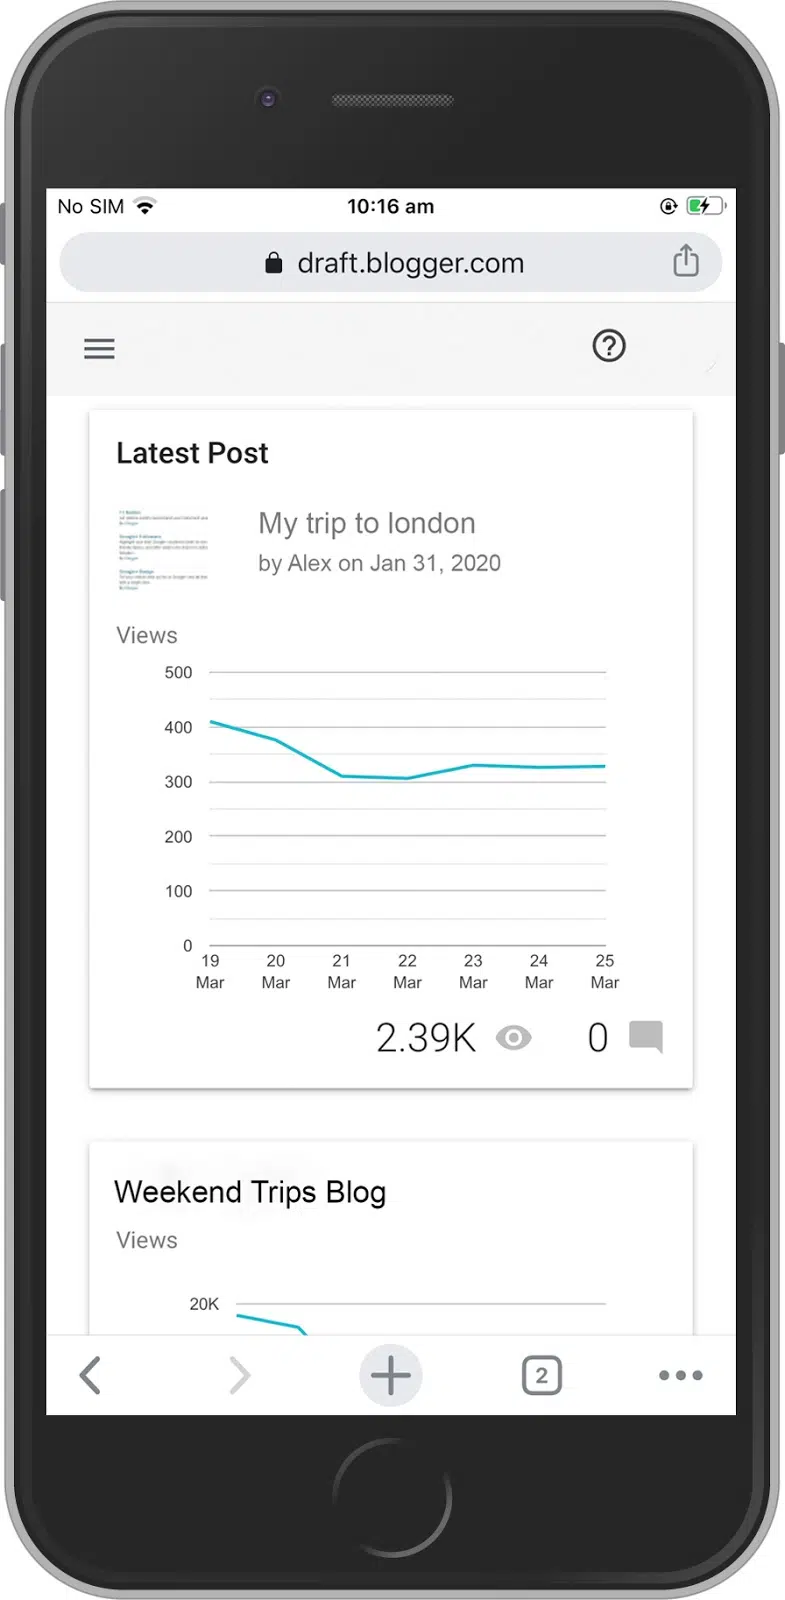 No SIM 10:16 am
draft.blogger.com
Latest Post
My trip to london
by Alex on Jan 31, 2020
Views
500
400
300
200
100
0
19 20 21 22 23 24 25
Mar Mar Mar Mar Mar Mar Mar
2.39K 0
Weekend Trips Blog
Views
20K
2